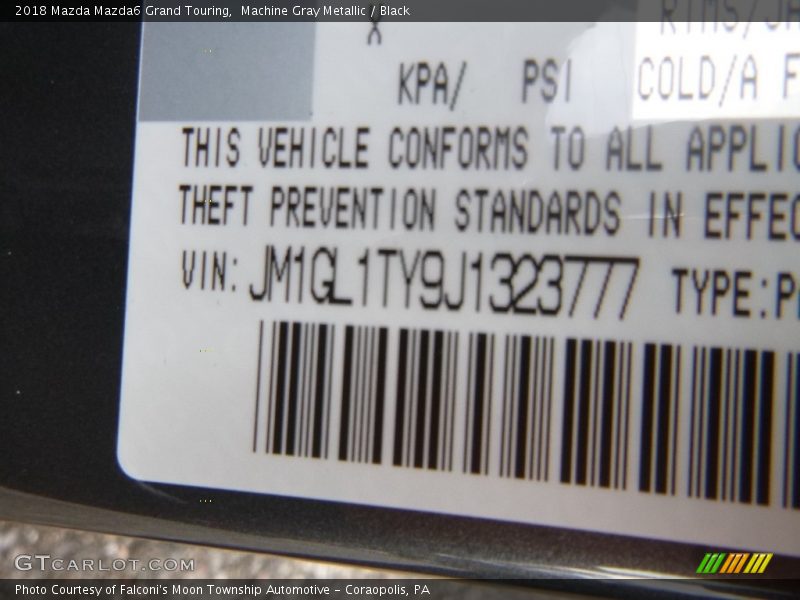 2018 Mazda Mazda6 Grand Touring,  Machine Gray Metallic / Black
KPA/ PSI COLD/A F
THIS VEHICLE CONFORMS TO ALL APPLIC
THEFT PREVENTION STANDARDS IN EFFEC
VIN: JM1GL1TY9J1323777 TYPE:PA
GTCARLOT.COM
Photo Courtesy of Falconi's Moon Township Automotive - Coraopolis, PA